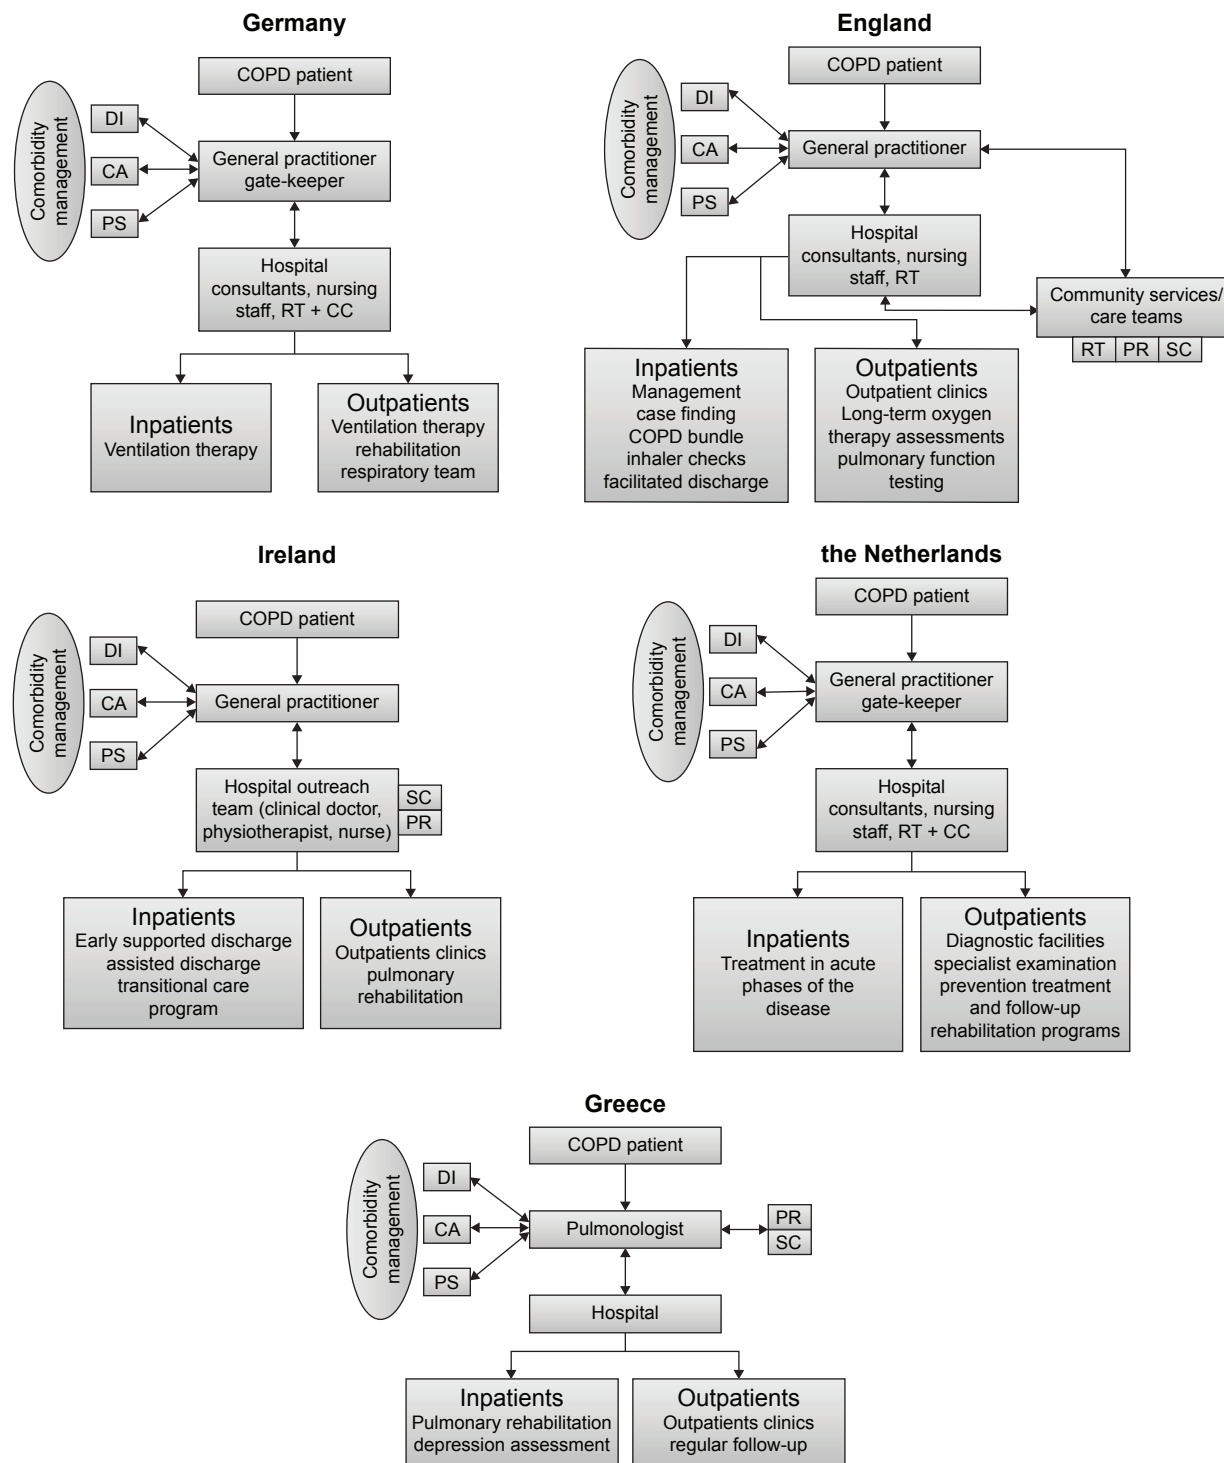 Germany
COPD patient
Comorbidity
management
DI
CA
PS
General practitioner
gate-keeper
Hospital
consultants, nursing
staff, RT + CC
Inpatients
Ventilation therapy
Outpatients
Ventilation therapy
rehabilitation
respiratory team
England
COPD patient
Comorbidity
management
DI
CA
PS
General practitioner
Hospital
consultants, nursing
staff, RT
Community services/
care teams
RT PR SC
Inpatients
Management
case finding
COPD bundle
inhaler checks
facilitated discharge
Outpatients
Outpatient clinics
Long-term oxygen
therapy assessments
pulmonary function
testing
Ireland
COPD patient
Comorbidity
management
DI
CA
PS
General practitioner
Hospital outreach
team (clinical doctor,
physiotherapist, nurse)
SC
PR
Inpatients
Early supported discharge
assisted discharge
transitional care
program
Outpatients
Outpatients clinics
pulmonary
rehabilitation
the Netherlands
COPD patient
Comorbidity
management
DI
CA
PS
General practitioner
gate-keeper
Hospital
consultants, nursing
staff, RT + CC
Inpatients
Treatment in acute
phases of the
disease
Outpatients
Diagnostic facilities
specialist examination
prevention treatment
and follow-up
rehabilitation programs
Greece
COPD patient
Comorbidity
management
DI
CA
PS
Pulmonologist
PR
SC
Hospital
Inpatients
Pulmonary rehabilitation
depression assessment
Outpatients
Outpatients clinics
regular follow-up